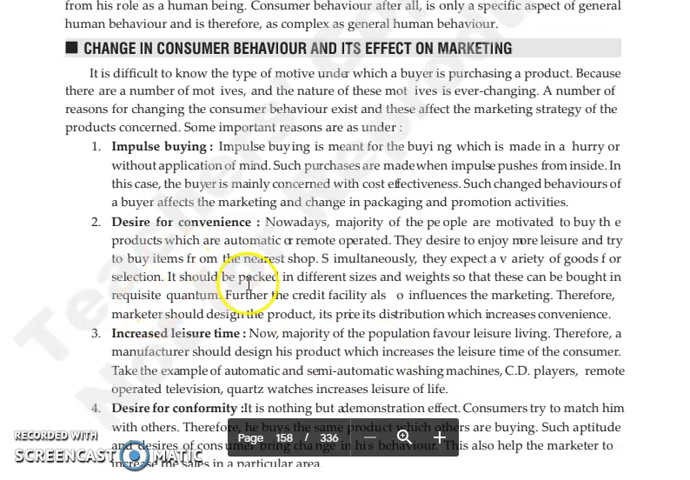 from his role as a human being. Consumer behaviour after all, is only a specific aspect of general
human behaviour and is therefore, as complex as general human behaviour.
■ CHANGE IN CONSUMER BEHAVIOUR AND ITS EFFECT ON MARKETING
It is difficult to know the type of motive under which a buyer is purchasing a product. Because
there are a number of mot ives, and the nature of these mot ives is ever-changing. A number of
reasons for changing the consumer behaviour exist and these affect the marketing strategy of the
products concerned. Some important reasons are as under :
1. Impulse buying : Impulse buying is meant for the buyi ng which is made in a hurry or
without application of mind. Such purchases are made when impulse pushes from inside. In
this case, the buyer is mainly concerned with cost effectiveness. Such changed behaviours of
a buyer affects the marketing and change in packaging and promotion activities.
2. Desire for convenience : Nowadays, majority of the pe ople are motivated to buy th e
products which are automatic or remote operated. They desire to enjoy more leisure and try
to buy items fr om the nearest shop. S imultaneously, they expect a v ariety of goods f or
selection. It should be packed in different sizes and weights so that these can be bought in
requisite quantum. Further the credit facility als o influences the marketing. Therefore,
marketer should design the product, its price its distribution which increases convenience.
3. Increased leisure time : Now, majority of the population favour leisure living. Therefore, a
manufacturer should design his product which increases the leisure time of the consumer.
Take the example of automatic and semi-automatic washing machines, C.D. players, remote
operated television, quartz watches increases leisure of life.
4. Desire for conformity :It is nothing but a demonstration effect. Consumers try to match him
with others. Therefore, he buys the same product which others are buying. Such aptitude
and desires of consumer bring change in his behaviour. This also help the marketer to
increase the sales in a particular area.
Page 158 / 336
RECORDED WITH
SCREENCAST MATIC